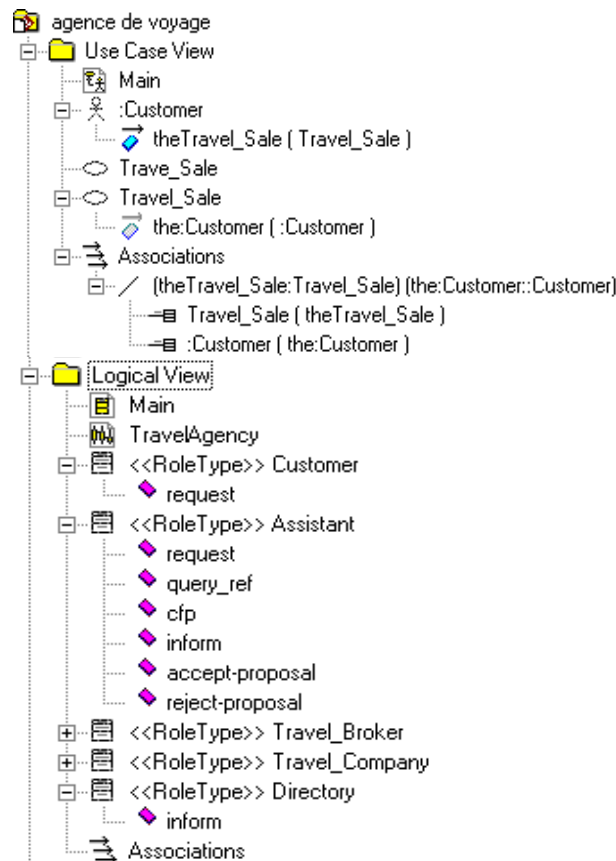 agence de voyage
Use Case View
Main
:Customer
theTravel_Sale ( Travel_Sale )
Trave_Sale
Travel_Sale
the:Customer ( :Customer )
Associations
(theTravel_Sale:Travel_Sale) (the:Customer::Customer)
Travel_Sale ( theTravel_Sale )
:Customer ( the:Customer )
Logical View
Main
TravelAgency
<<RoleType>> Customer
request
<<RoleType>> Assistant
request
query_ref
cfp
inform
accept-proposal
reject-proposal
<<RoleType>> Travel_Broker
<<RoleType>> Travel_Company
<<RoleType>> Directory
inform
Associations